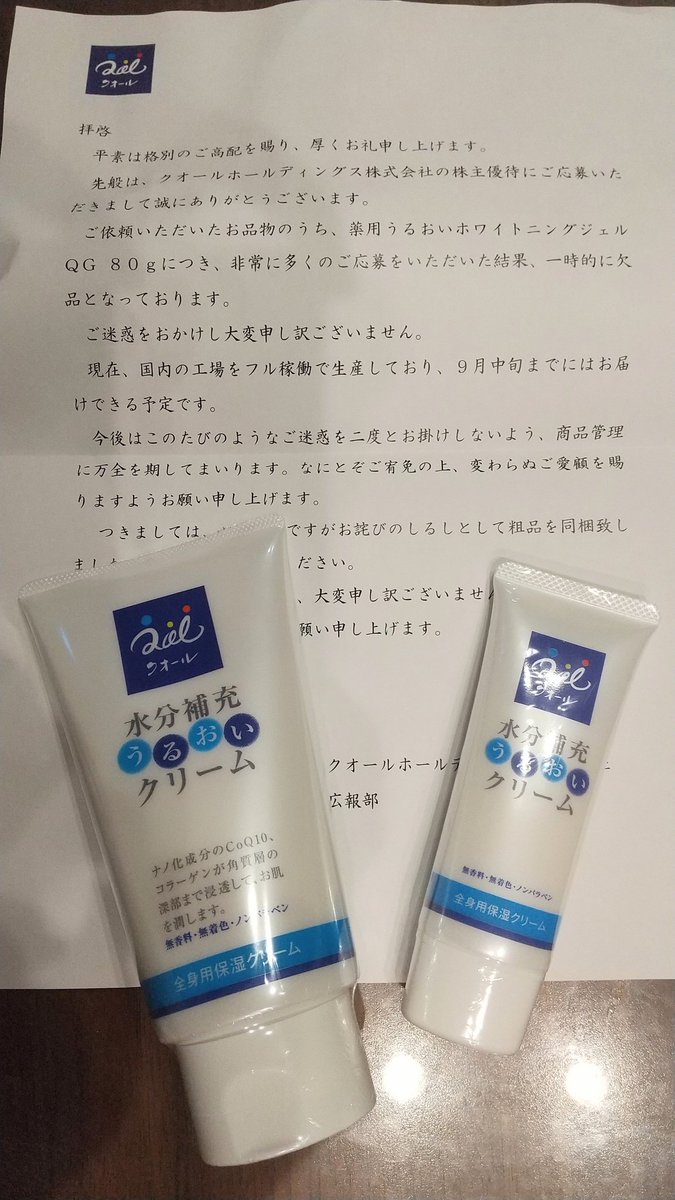 Qol
クオール
拝啓
平素は格別のご高配を賜り、厚くお礼申し上げます。
先般は、クオールホールディングス株式会社の株主優待にご応募いた
だきまして誠にありがとうございます。
ご依頼いただいたお品物のうち、薬用うるおいホワイトニングジェル
ＱＧ ８０ｇにつき、非常に多くのご応募をいただいた結果、一時的に欠
品となっております。
ご迷惑をおかけし大変申し訳ございません。
現在、国内の工場をフル稼働で生産しており、９月中旬までにはお届
けできる予定です。
今後はこのたびのようなご迷惑を二度とお掛けしないよう、商品管理
に万全を期してまいります。なにとぞご宥免の上、変わらぬご愛顧を賜
りますようお願い申し上げます。
つきましては、 ですがお詫びのしるしとして粗品を同梱致し
ました ださい。
、大変申し訳ございませ
願い申し上げます。
クオールホールデ
広報部
Qol
クオール
水分補充
うるおい
クリーム
ナノ化成分のCoQ10、
コラーゲンが角質層の
深部まで浸透して、お肌
を潤します。
無香料・無着色・ノンパラベン
全身用保湿クリーム
Qol
クオール
水分補充
うるおい
クリーム
無香料・無着色・ノンパラベン
全身用保湿クリーム